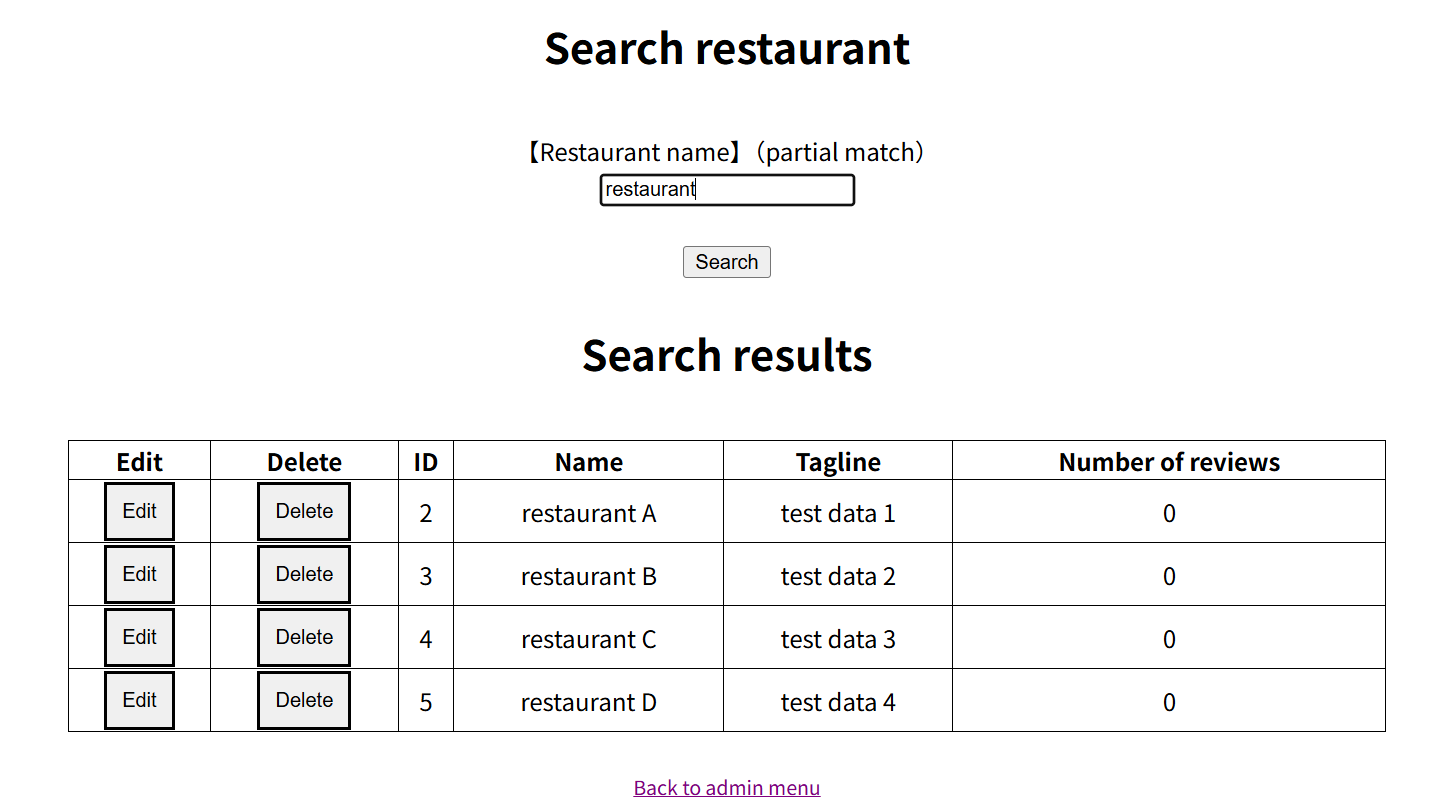 Search restaurant
【Restaurant name】（partial match）
restaurant
Search
Search results
Edit Delete ID Name Tagline Number of reviews
Edit Delete 2 restaurant A test data 1 0
Edit Delete 3 restaurant B test data 2 0
Edit Delete 4 restaurant C test data 3 0
Edit Delete 5 restaurant D test data 4 0
Back to admin menu